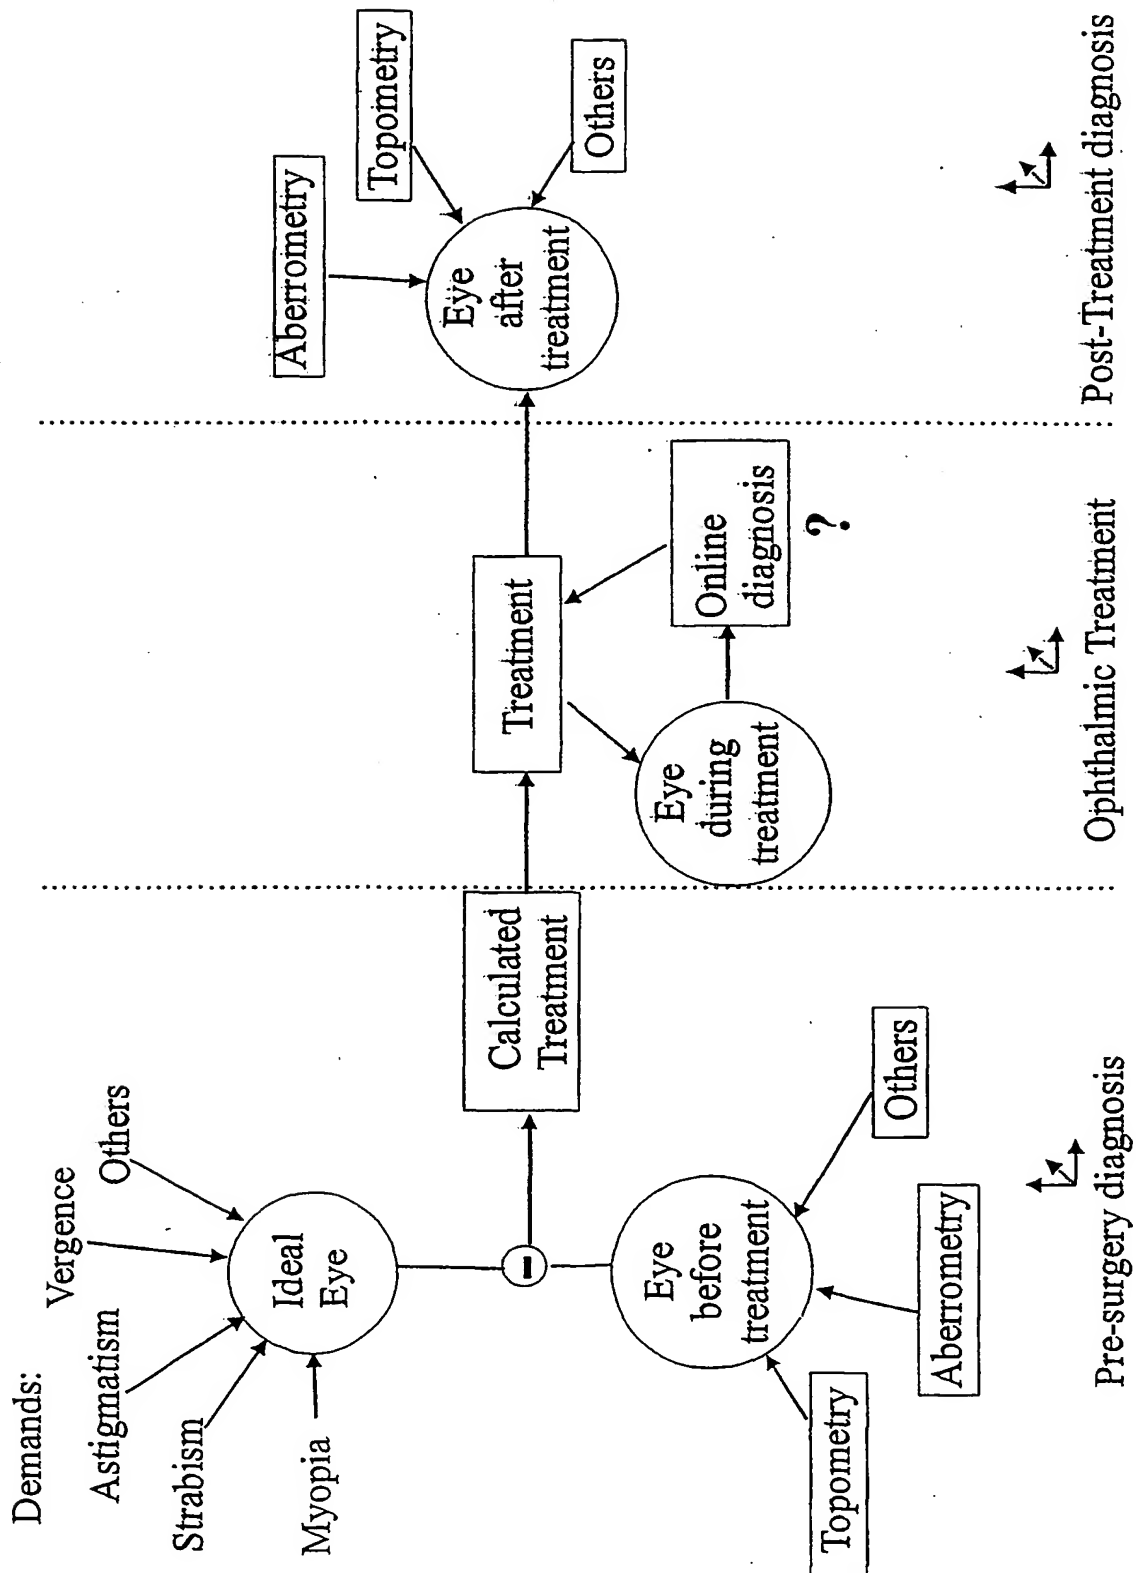 Demands:
Astigmatism
Strabism
Myopia
Vergence
Others
Ideal
Eye
−
Eye
before
treatment
Topometry
Aberrometry
Others
Calculated
Treatment
Pre-surgery diagnosis
Treatment
Eye
during
treatment
Online
diagnosis
?
Ophthalmic Treatment
Aberrometry
Topometry
Others
Eye
after
treatment
Post-Treatment diagnosis